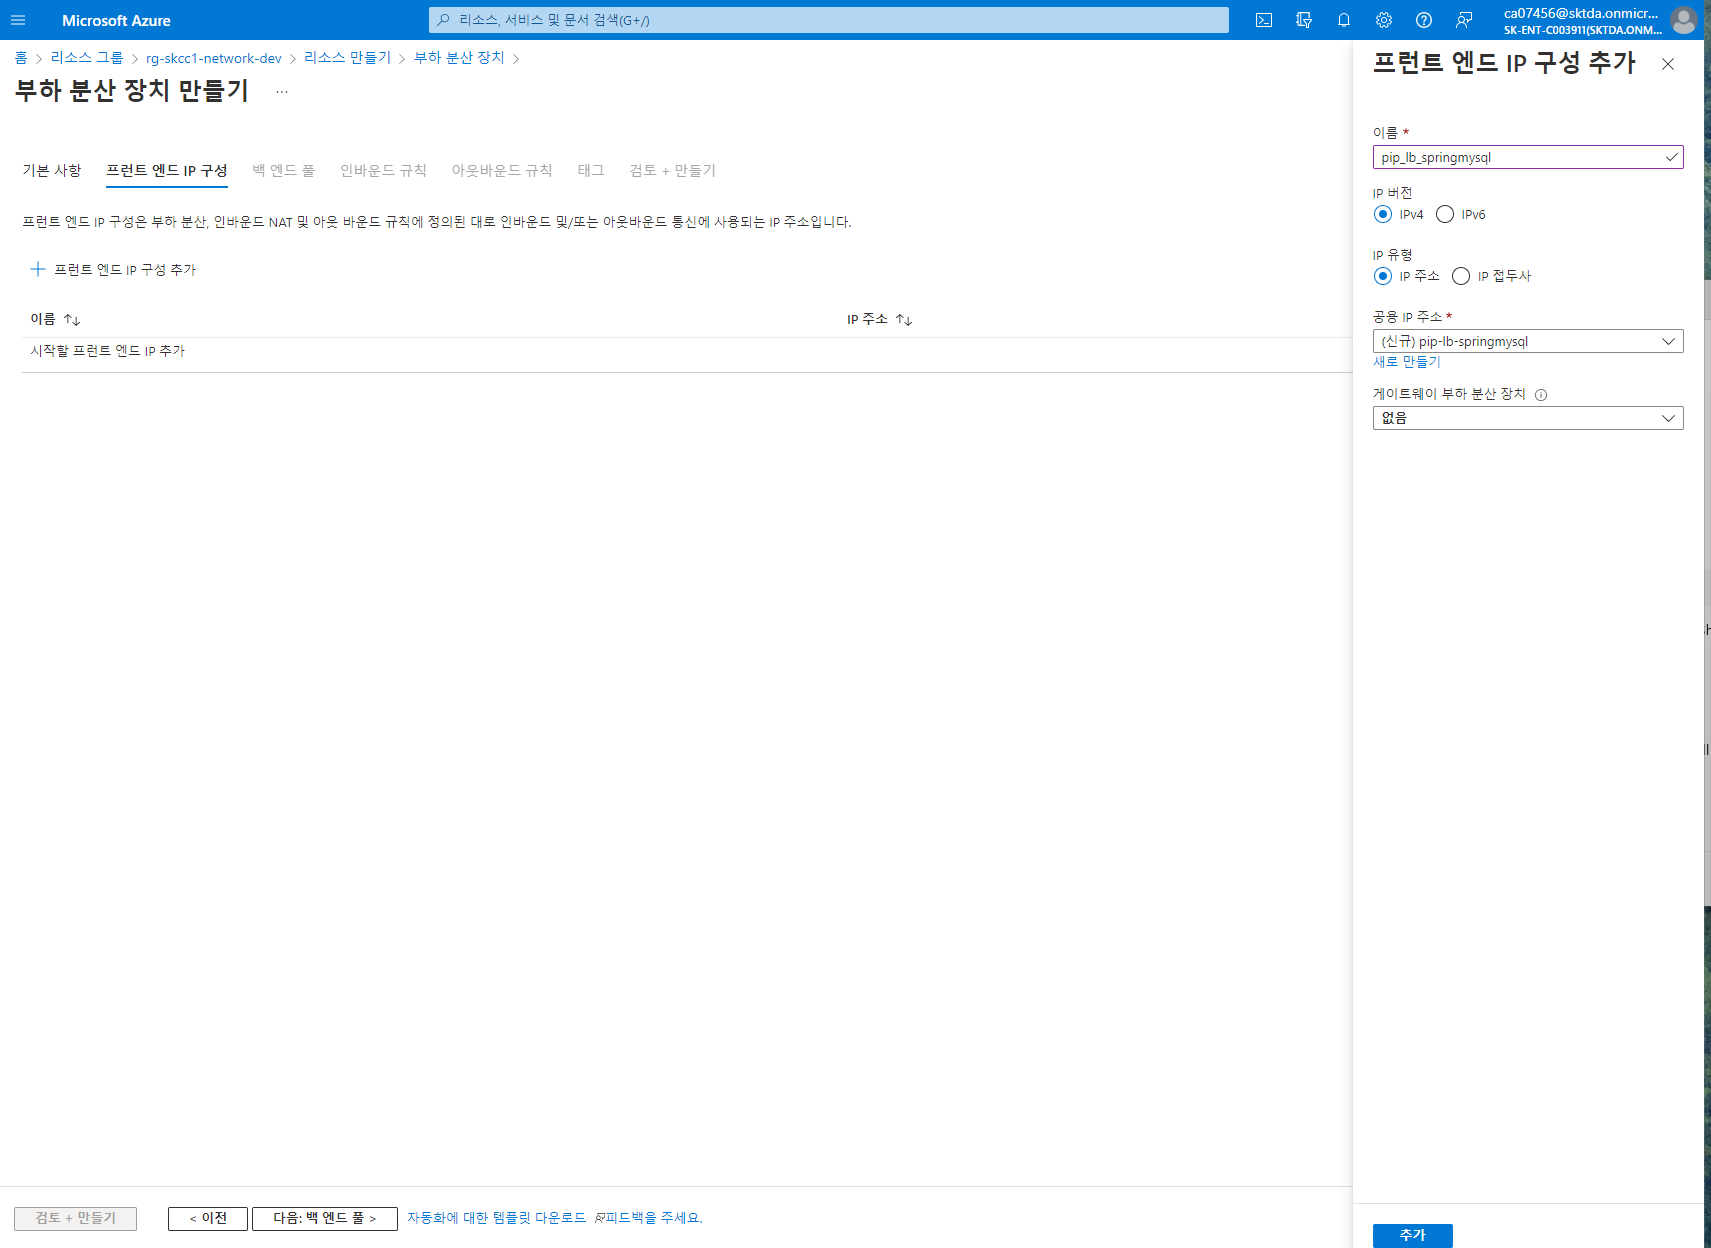 Microsoft Azure
리소스, 서비스 및 문서 검색(G+/)
ca07456@sktda.onmicr...
SK-ENT-C003911(SKTDA.ONM...
홈 > 리소스 그룹 > rg-skcc1-network-dev > 리소스 만들기 > 부하 분산 장치 >
부하 분산 장치 만들기 ...
기본 사항 프런트 엔드 IP 구성 백 엔드 풀 인바운드 규칙 아웃바운드 규칙 태그 검토 + 만들기
프런트 엔드 IP 구성은 부하 분산, 인바운드 NAT 및 아웃 바운드 규칙에 정의된 대로 인바운드 및/또는 아웃바운드 통신에 사용되는 IP 주소입니다.
+ 프런트 엔드 IP 구성 추가
이름 ↑↓ IP 주소 ↑↓
시작할 프런트 엔드 IP 추가
검토 + 만들기 < 이전 다음: 백 엔드 풀 > 자동화에 대한 템플릿 다운로드 피드백을 주세요.
프런트 엔드 IP 구성 추가
이름 *
pip_lb_springmysql
IP 버전
IPv4 IPv6
IP 유형
IP 주소 IP 접두사
공용 IP 주소 *
(신규) pip-lb-springmysql
새로 만들기
게이트웨이 부하 분산 장치
없음
추가